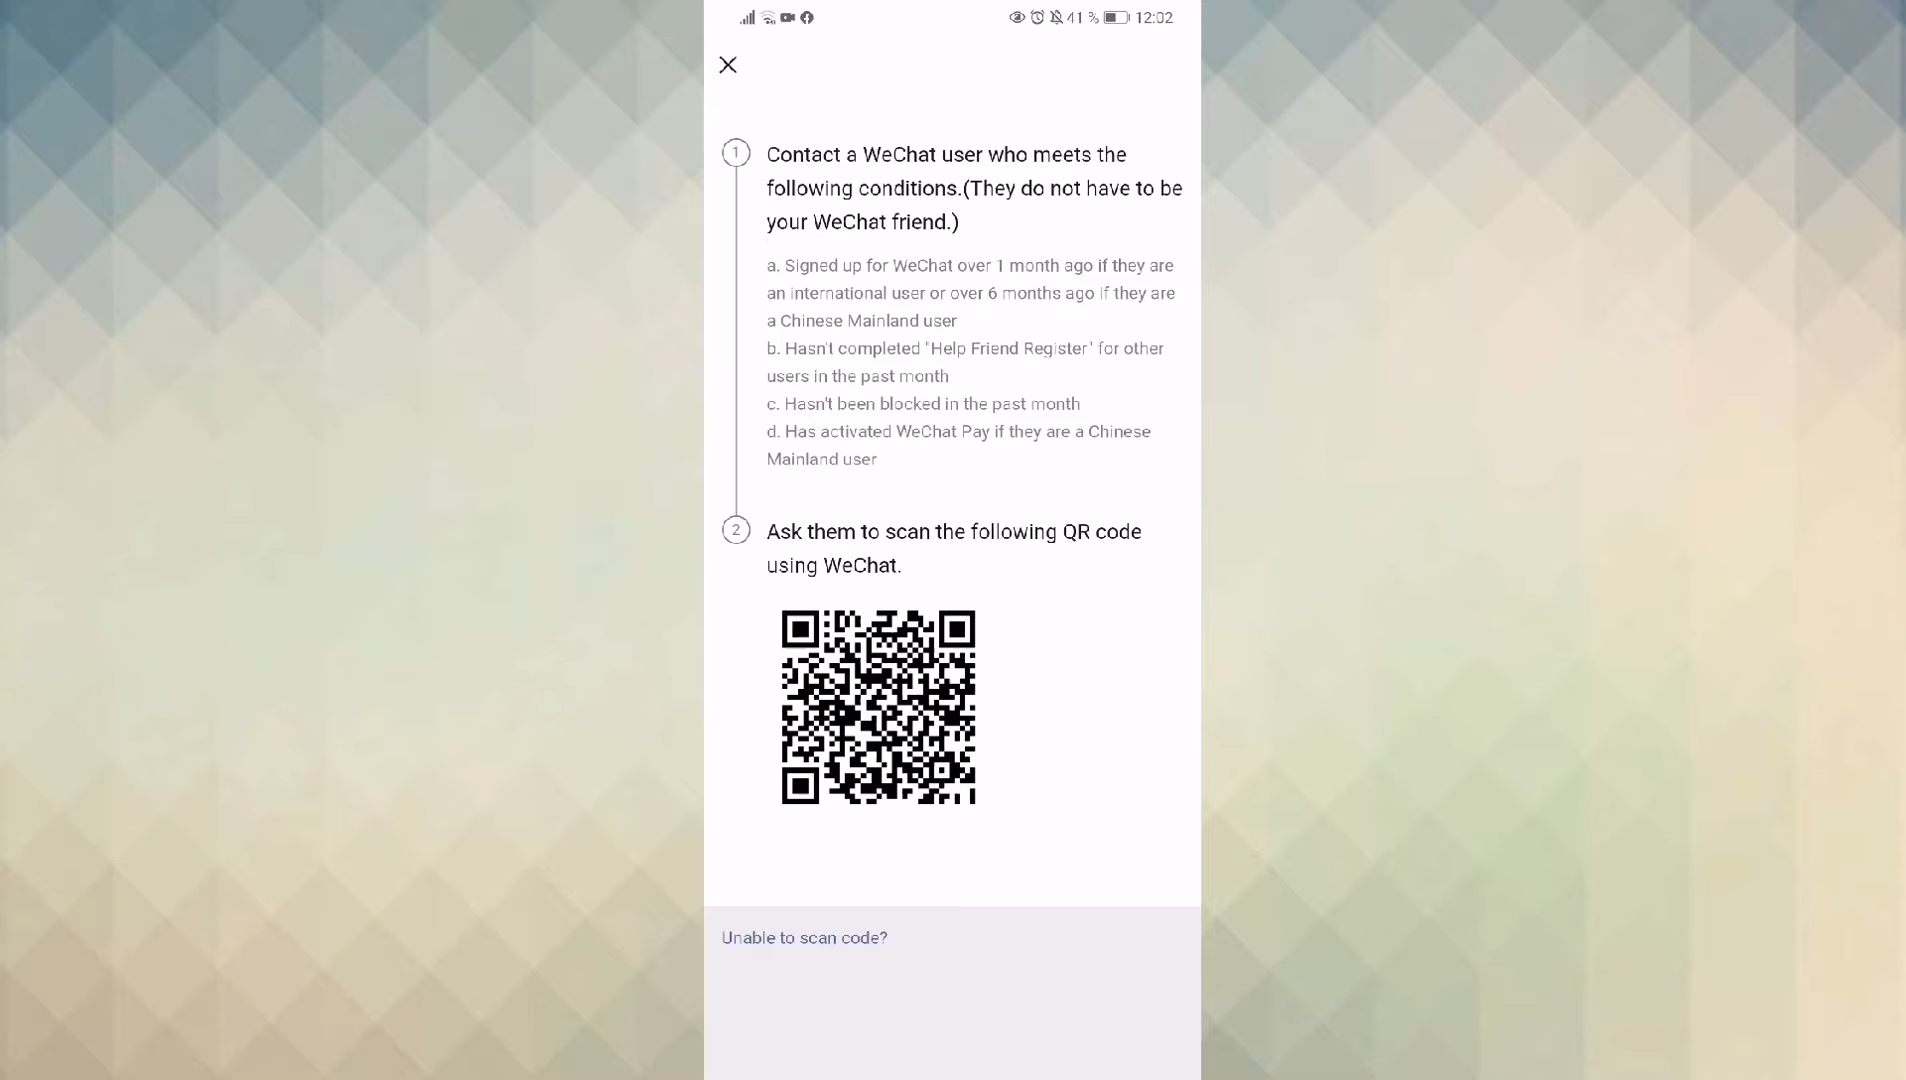 41 % 12:02
1 Contact a WeChat user who meets the
following conditions.(They do not have to be
your WeChat friend.)
a. Signed up for WeChat over 1 month ago if they are
an international user or over 6 months ago if they are
a Chinese Mainland user
b. Hasn't completed "Help Friend Register" for other
users in the past month
c. Hasn't been blocked in the past month
d. Has activated WeChat Pay if they are a Chinese
Mainland user
2 Ask them to scan the following QR code
using WeChat.
Unable to scan code?